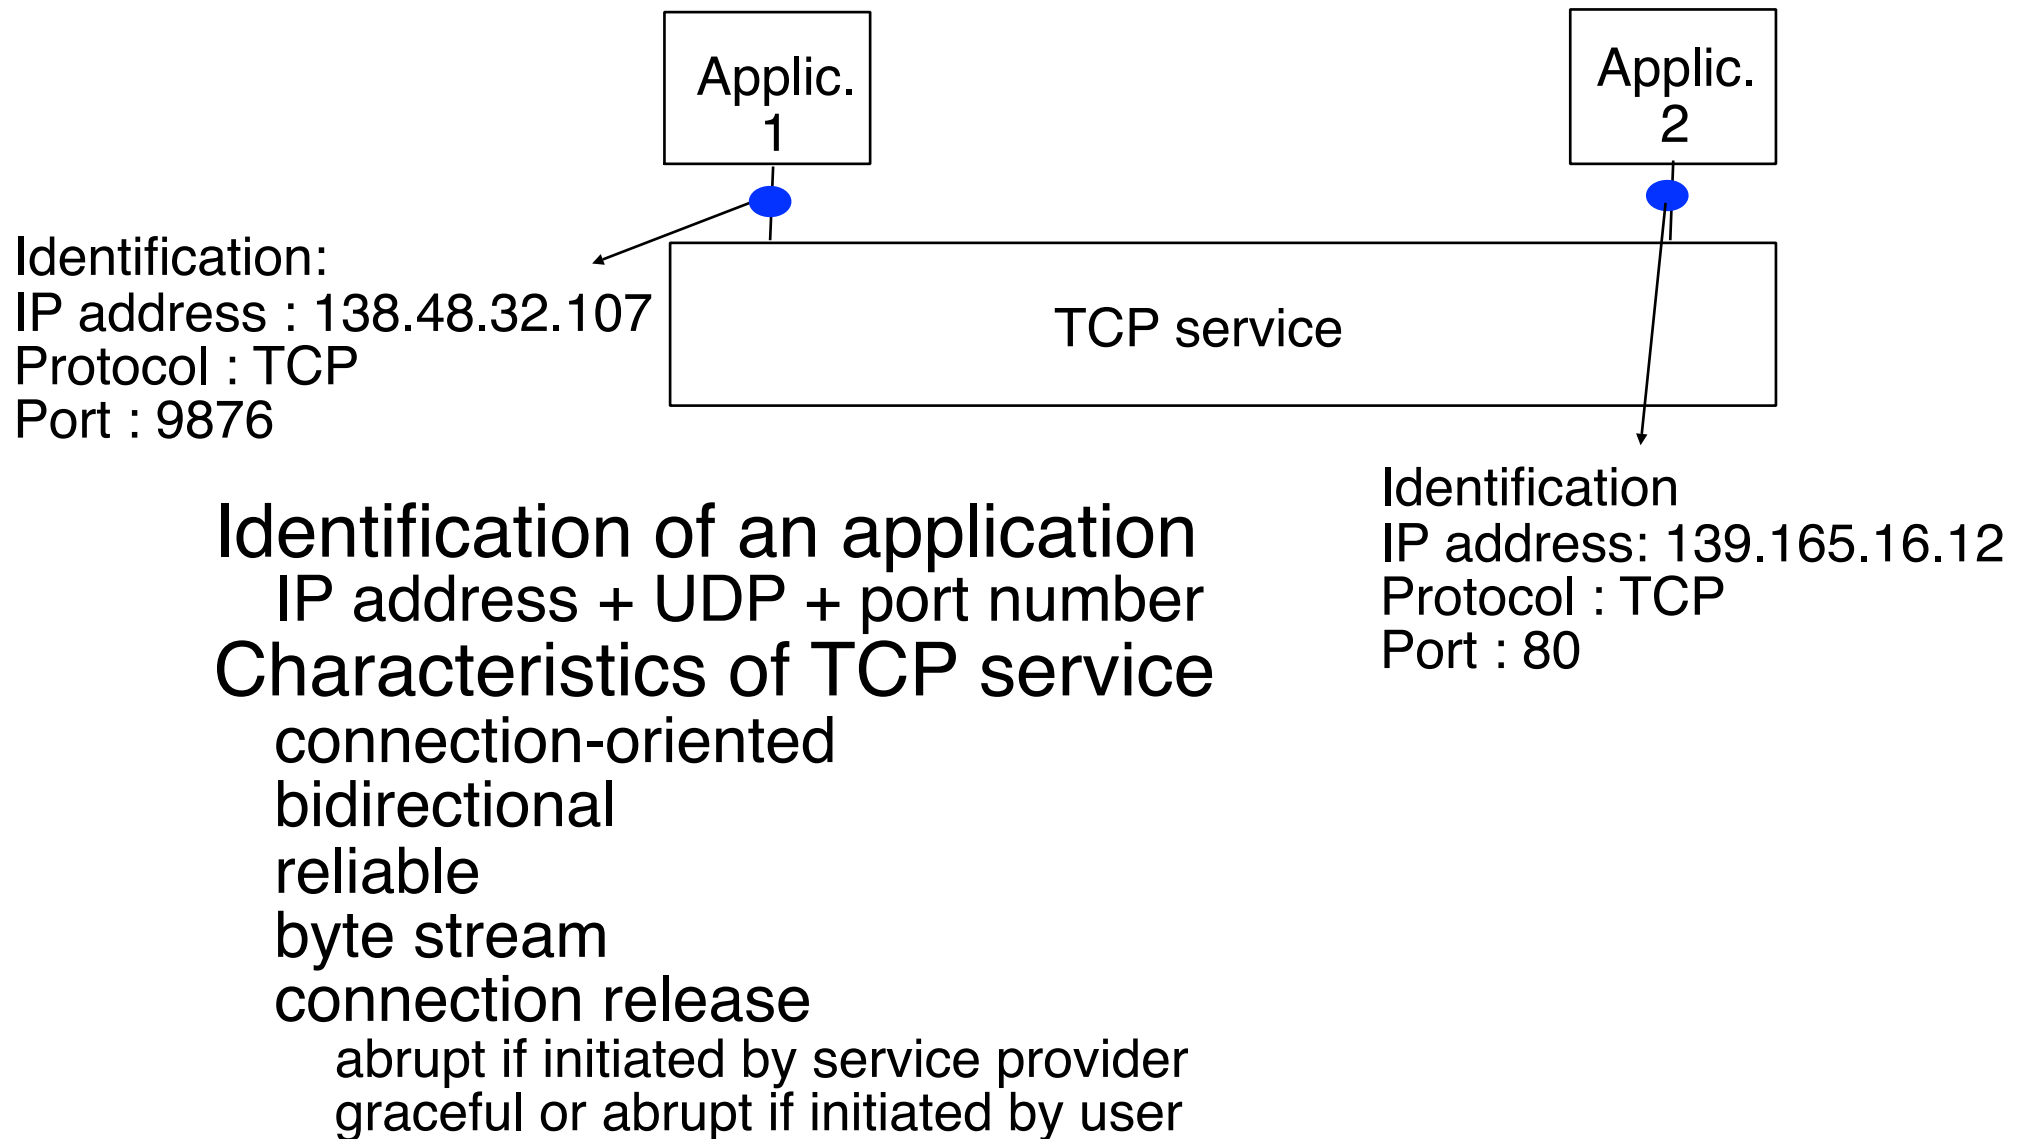 Applic.
1
Applic.
2
Identification:
IP address : 138.48.32.107
Protocol : TCP
Port : 9876
TCP service
Identification
IP address: 139.165.16.12
Protocol : TCP
Port : 80
Identification of an application
IP address + UDP + port number
Characteristics of TCP service
connection-oriented
bidirectional
reliable
byte stream
connection release
abrupt if initiated by service provider
graceful or abrupt if initiated by user